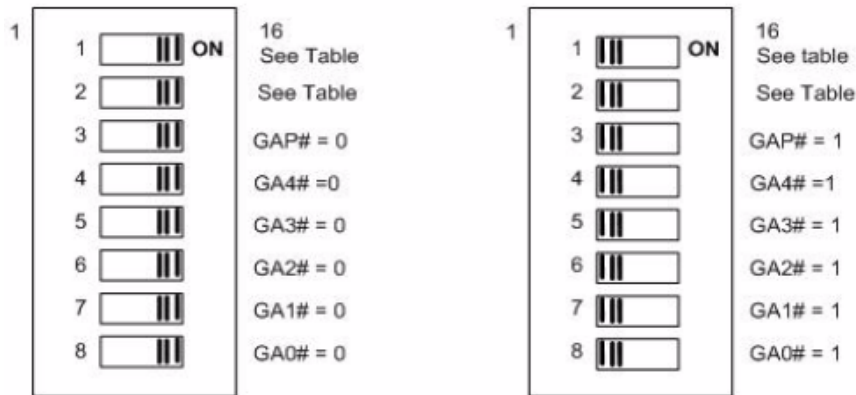 1
16
1 ON See Table
2 See Table
3 GAP# = 0
4 GA4# =0
5 GA3# = 0
6 GA2# = 0
7 GA1# = 0
8 GA0# = 0
1
16
1 ON See table
2 See Table
3 GAP# = 1
4 GA4# =1
5 GA3# = 1
6 GA2# = 1
7 GA1# = 1
8 GA0# = 1